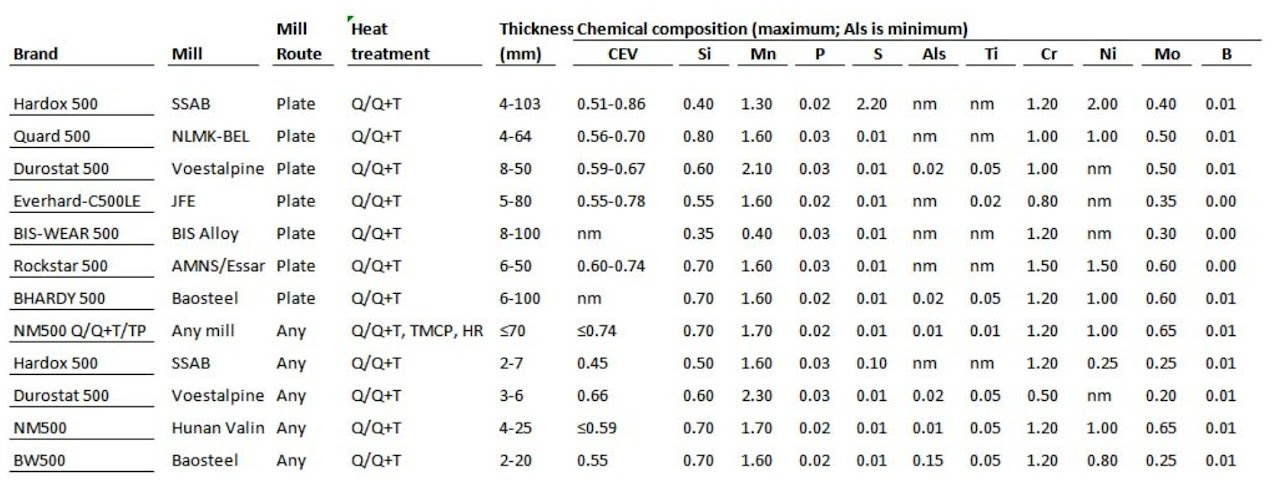 Mill Heat Thickness Chemical composition (maximum; Als is minimum)
Brand Mill Route treatment (mm) CEV Si Mn P S Als Ti Cr Ni Mo B
Hardox 500 SSAB Plate Q/Q+T 4-103 0.51-0.86 0.40 1.30 0.02 2.20 nm nm 1.20 2.00 0.40 0.01
Quard 500 NLMK-BEL Plate Q/Q+T 4-64 0.56-0.70 0.80 1.60 0.03 0.01 nm nm 1.00 1.00 0.50 0.01
Durostat 500 Voestalpine Plate Q/Q+T 8-50 0.59-0.67 0.60 2.10 0.03 0.01 0.02 0.05 1.00 nm 0.50 0.01
Everhard-C500LE JFE Plate Q/Q+T 5-80 0.55-0.78 0.55 1.60 0.02 0.01 nm 0.02 0.80 nm 0.35 0.00
BIS-WEAR 500 BIS Alloy Plate Q/Q+T 8-100 nm 0.35 0.40 0.03 0.01 nm nm 1.20 nm 0.30 0.00
Rockstar 500 AMNS/Essar Plate Q/Q+T 6-50 0.60-0.74 0.70 1.60 0.03 0.01 nm nm 1.50 1.50 0.60 0.00
BHARDY 500 Baosteel Plate Q/Q+T 6-100 nm 0.70 1.60 0.02 0.01 0.02 0.05 1.20 1.00 0.60 0.01
NM500 Q/Q+T/TP Any mill Any Q/Q+T, TMCP, HR ≤70 ≤0.74 0.70 1.70 0.02 0.01 0.01 0.01 1.20 1.00 0.65 0.01
Hardox 500 SSAB Any Q/Q+T 2-7 0.45 0.50 1.60 0.03 0.10 nm nm 1.20 0.25 0.25 0.01
Durostat 500 Voestalpine Any Q/Q+T 3-6 0.66 0.60 2.30 0.03 0.01 0.02 0.05 0.50 nm 0.20 0.01
NM500 Hunan Valin Any Q/Q+T 4-25 ≤0.59 0.70 1.70 0.02 0.01 0.01 0.05 1.20 1.00 0.65 0.01
BW500 Baosteel Any Q/Q+T 2-20 0.55 0.70 1.60 0.02 0.01 0.15 0.05 1.20 0.80 0.25 0.01